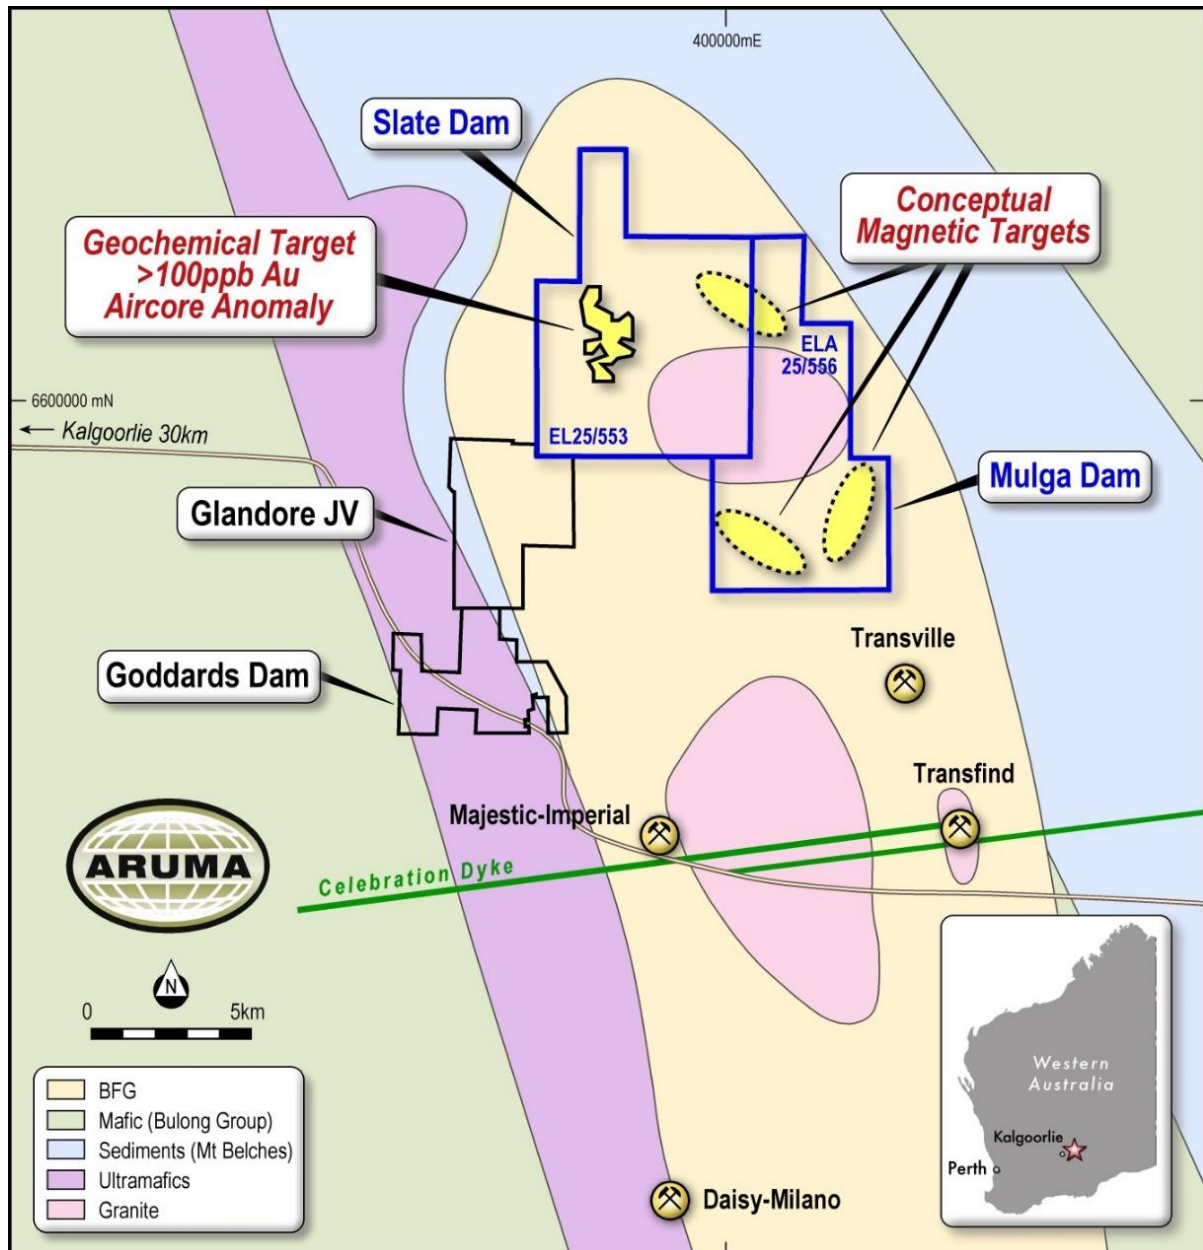 400000mE
Slate Dam
Conceptual
Magnetic Targets
Geochemical Target
>100ppb Au
Aircore Anomaly
ELA
25/556
6600000 mN
Kalgoorlie 30km
EL25/553
Mulga Dam
Glandore JV
Transville
Goddards Dam
Transfind
Majestic-Imperial
ARUMA
Celebration Dyke
N
0 5km
BFG
Mafic (Bulong Group)
Sediments (Mt Belches)
Ultramafics
Granite
Daisy-Milano
Western
Australia
Kalgoorlie
Perth